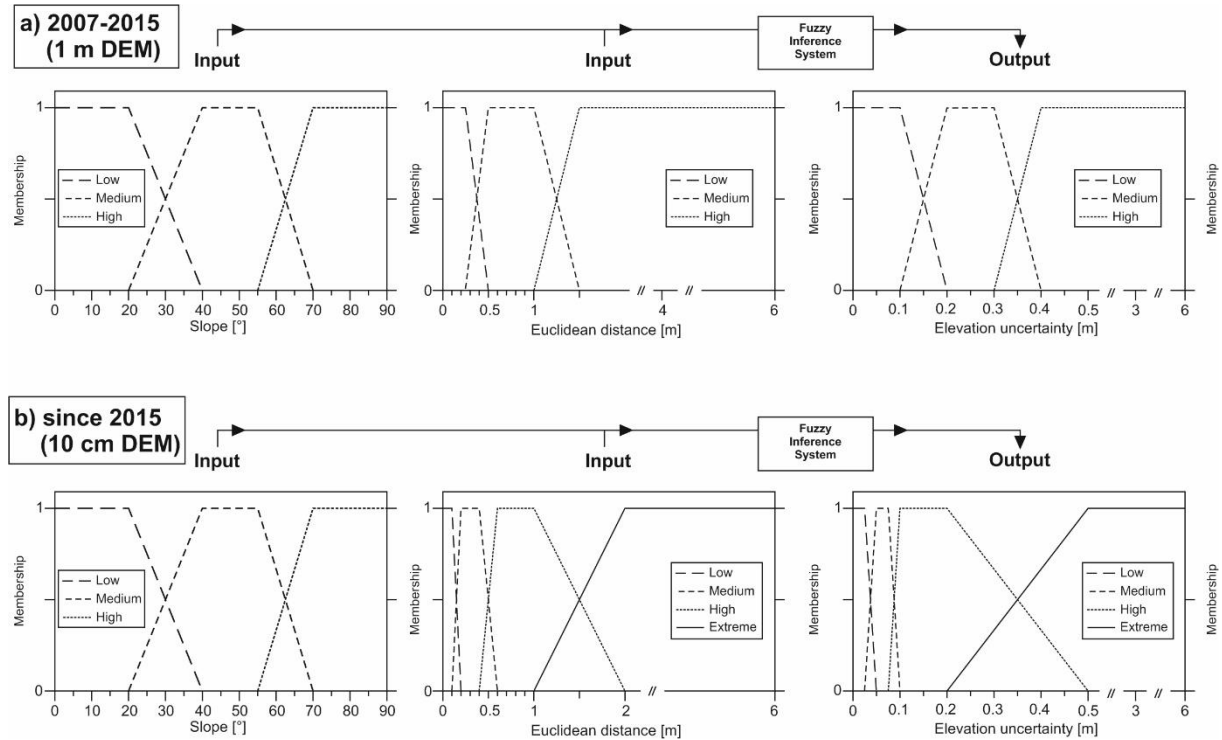 a) 2007-2015
(1 m DEM)
Input
Input
Fuzzy
Inference
System
Output
1
0
Membership
Low
Medium
High
0 10 20 30 40 50 60 70 80 90
Slope [°]
1
0
Membership
Low
Medium
High
0 0.5 1 // 4 // 6
Euclidean distance [m]
1
0
Membership
Low
Medium
High
0 0.1 0.2 0.3 0.4 0.5 // 3 // 6
Elevation uncertainty [m]
Membership
b) since 2015
(10 cm DEM)
Input
Input
Fuzzy
Inference
System
Output
1
0
Membership
Low
Medium
High
0 10 20 30 40 50 60 70 80 90
Slope [°]
1
0
Membership
Low
Medium
High
Extreme
0 0.5 1 2 // 6
Euclidean distance [m]
1
0
Membership
Low
Medium
High
Extreme
0 0.1 0.2 0.3 0.4 0.5 // 3 // 6
Elevation uncertainty [m]
Membership